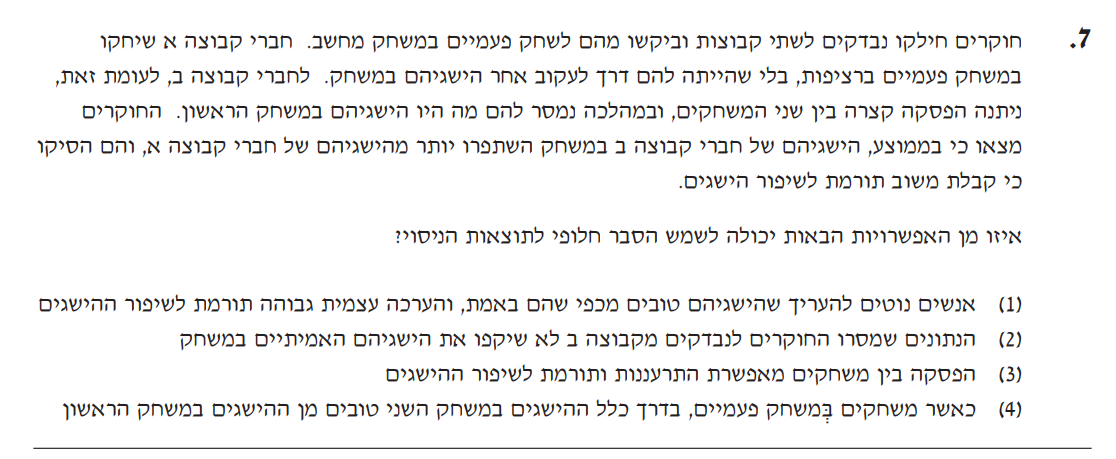 7. חוקרים חילקו נבדקים לשתי קבוצות וביקשו מהם לשחק פעמיים במשחק מחשב. חברי קבוצה א שיחקו
במשחק פעמיים ברציפות, בלי שהייתה להם דרך לעקוב אחר הישגיהם במשחק. לחברי קבוצה ב, לעומת זאת,
ניתנה הפסקה קצרה בין שני המשחקים, ובמהלכה נמסר להם מה היו הישגיהם במשחק הראשון. החוקרים
מצאו כי בממוצע, הישגיהם של חברי קבוצה ב במשחק השתפרו יותר מהישגיהם של חברי קבוצה א, והם הסיקו
כי קבלת משוב תורמת לשיפור הישגים.
איזו מן האפשרויות הבאות יכולה לשמש הסבר חלופי לתוצאות הניסוי?
(1) אנשים נוטים להעריך שהישגיהם טובים מכפי שהם באמת, והערכה עצמית גבוהה תורמת לשיפור ההישגים
(2) הנתונים שמסרו החוקרים לנבדקים מקבוצה ב לא שיקפו את הישגיהם האמיתיים במשחק
(3) הפסקה בין משחקים מאפשרת התרעננות ותורמת לשיפור ההישגים
(4) כאשר משחקים בְּמשחק פעמיים, בדרך כלל ההישגים במשחק השני טובים מן ההישגים במשחק הראשון